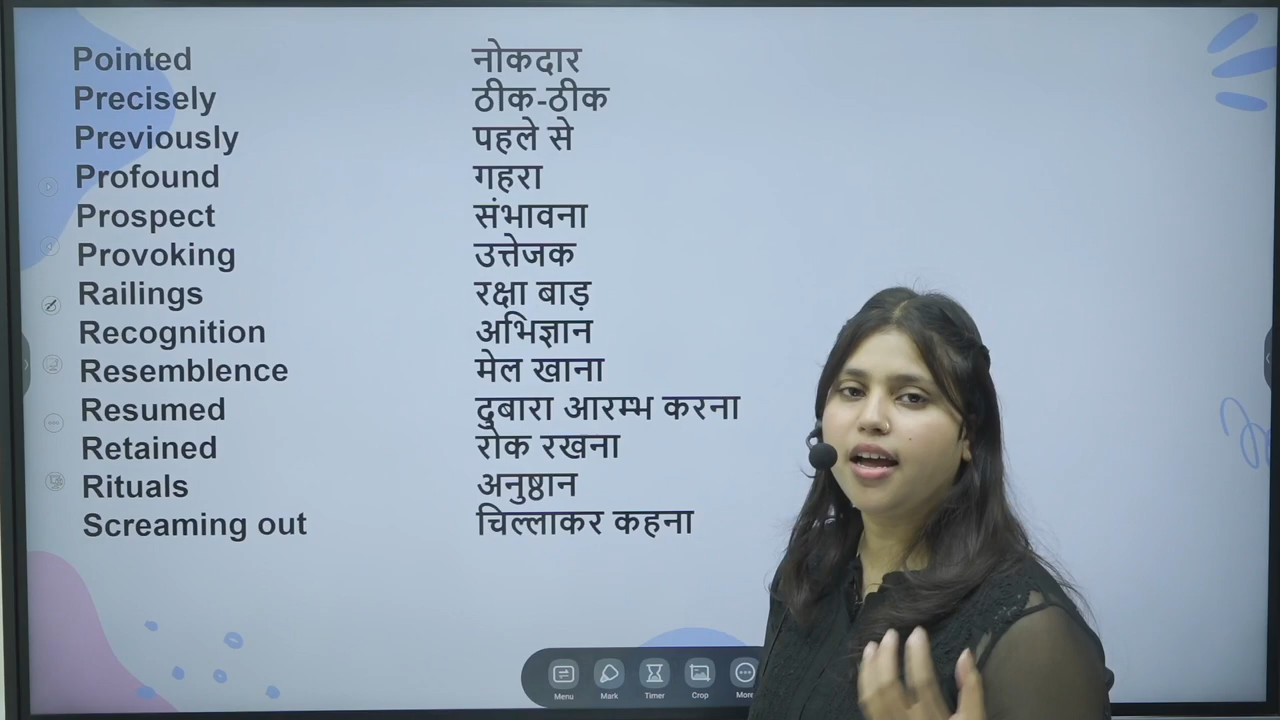 Pointed नोकदार
Precisely ठीक-ठीक
Previously पहले से
Profound गहरा
Prospect संभावना
Provoking उत्तेजक
Railings रक्षा बाड़
Recognition अभिज्ञान
Resemblence मेल खाना
Resumed दुबारा आरम्भ करना
Retained रोक रखना
Rituals अनुष्ठान
Screaming out चिल्लाकर कहना
Menu Mark Timer Crop More